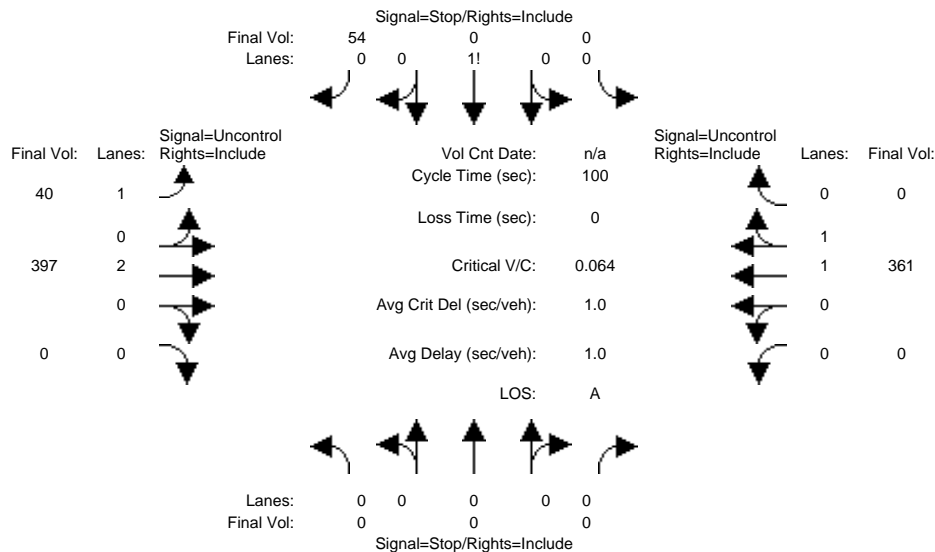 Signal=Stop/Rights=Include
Final Vol: 54 0 0
Lanes: 0 0 1! 0 0
Signal=Uncontrol
Final Vol: Lanes: Rights=Include
Vol Cnt Date: n/a
Signal=Uncontrol
Rights=Include Lanes: Final Vol:
Cycle Time (sec): 100
40 1
0 0
Loss Time (sec): 0
0
1
397 2
Critical V/C: 0.064
1 361
0
Avg Crit Del (sec/veh): 1.0
0
0 0
Avg Delay (sec/veh): 1.0
0 0
LOS: A
Lanes: 0 0 0 0 0
Final Vol: 0 0 0
Signal=Stop/Rights=Include